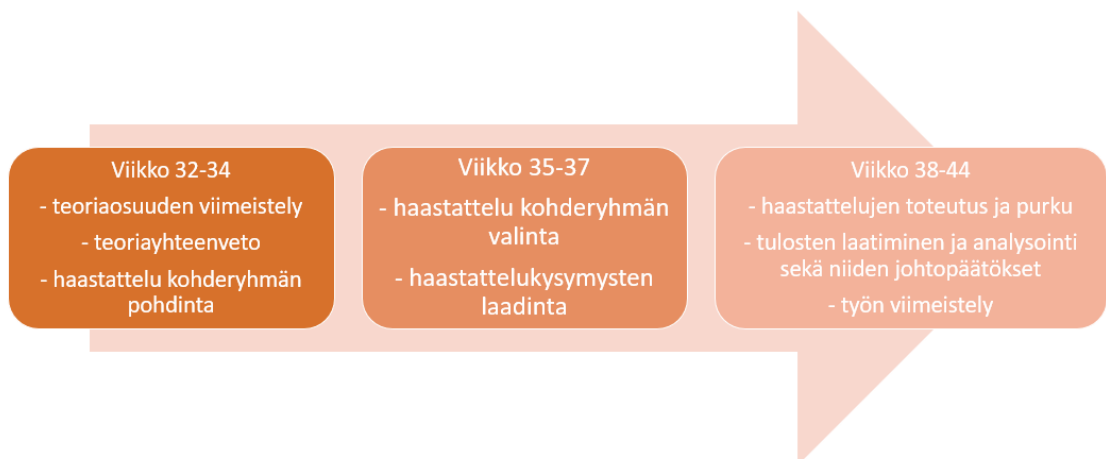 Viikko 32-34
- teoriaosuuden viimeistely
- teoriayhteenveto
- haastattelu kohderyhmän
pohdinta
Viikko 35-37
- haastattelu kohderyhmän
valinta
- haastattelukysymysten
laadinta
Viikko 38-44
- haastattelujen toteutus ja purku
- tulosten laatiminen ja analysointi
sekä niiden johtopäätökset
- työn viimeistely